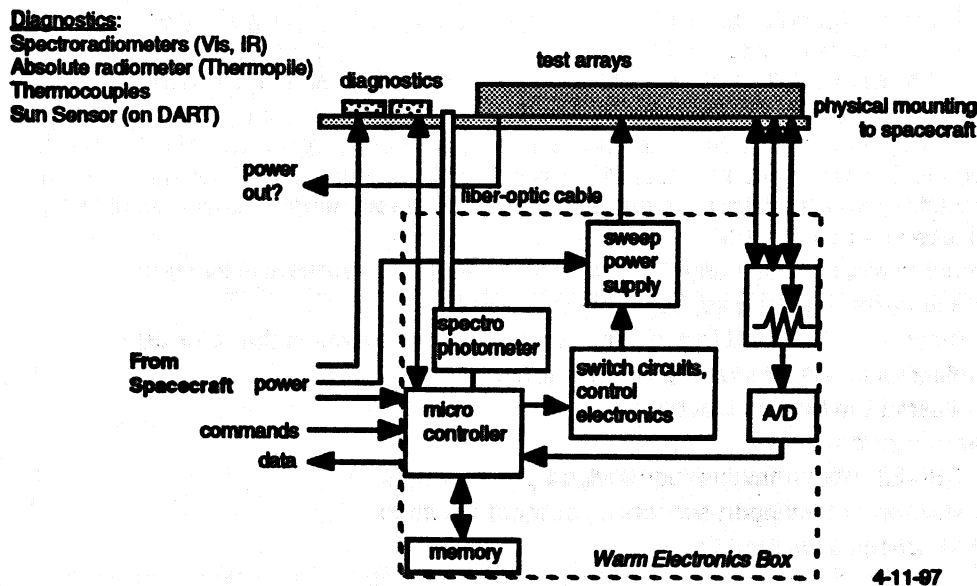 Diagnostics:
Spectroradiometers (Vis, IR)
Absolute radiometer (Thermopile)
Thermocouples
Sun Sensor (on DART)
diagnostics
test arrays
physical mounting
to spacecraft
power
out?
fiber-optic cable
sweep
power
supply
spectro
photometer
From
Spacecraft
power
switch circuits,
control
electronics
micro
controller
A/D
commands
data
memory
Warm Electronics Box
4-11-97